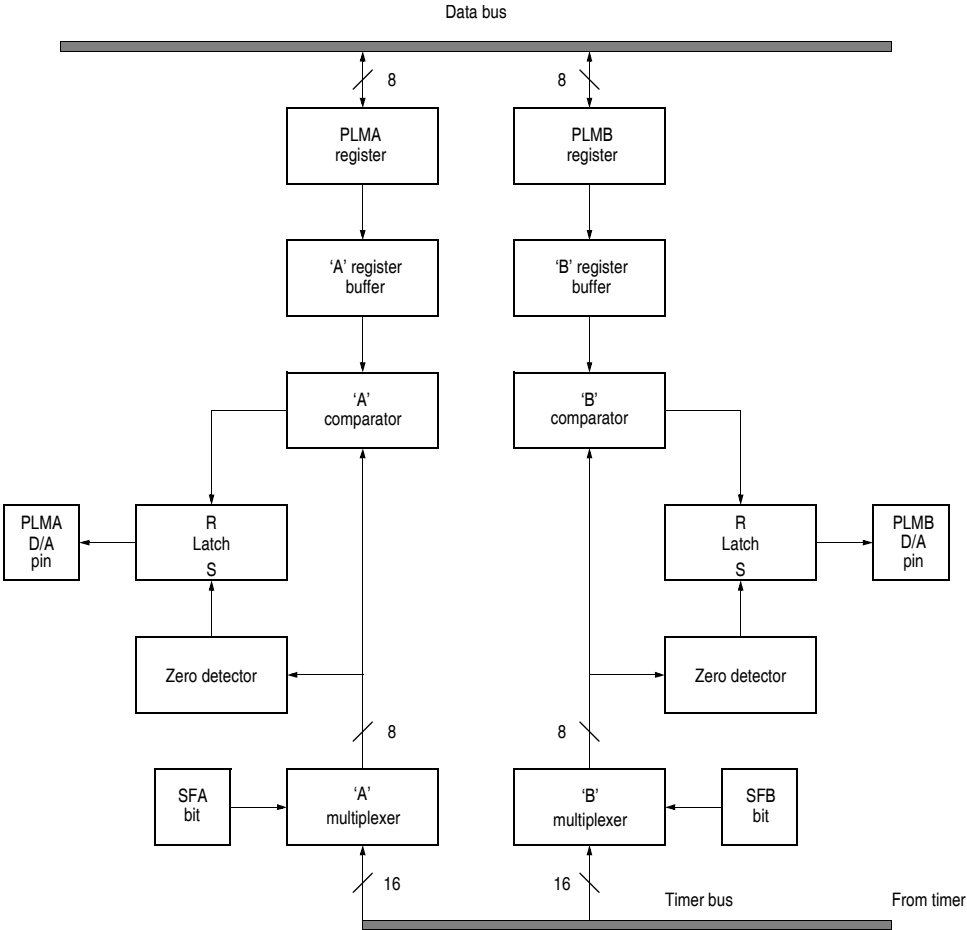 Data bus
8
8
PLMA
register
PLMB
register
‘A’ register
buffer
‘B’ register
buffer
‘A’
comparator
‘B’
comparator
PLMA
D/A
pin
R
Latch
S
R
Latch
S
PLMB
D/A
pin
Zero detector
Zero detector
8
8
SFA
bit
‘A’
multiplexer
‘B’
multiplexer
SFB
bit
16
16
Timer bus
From timer